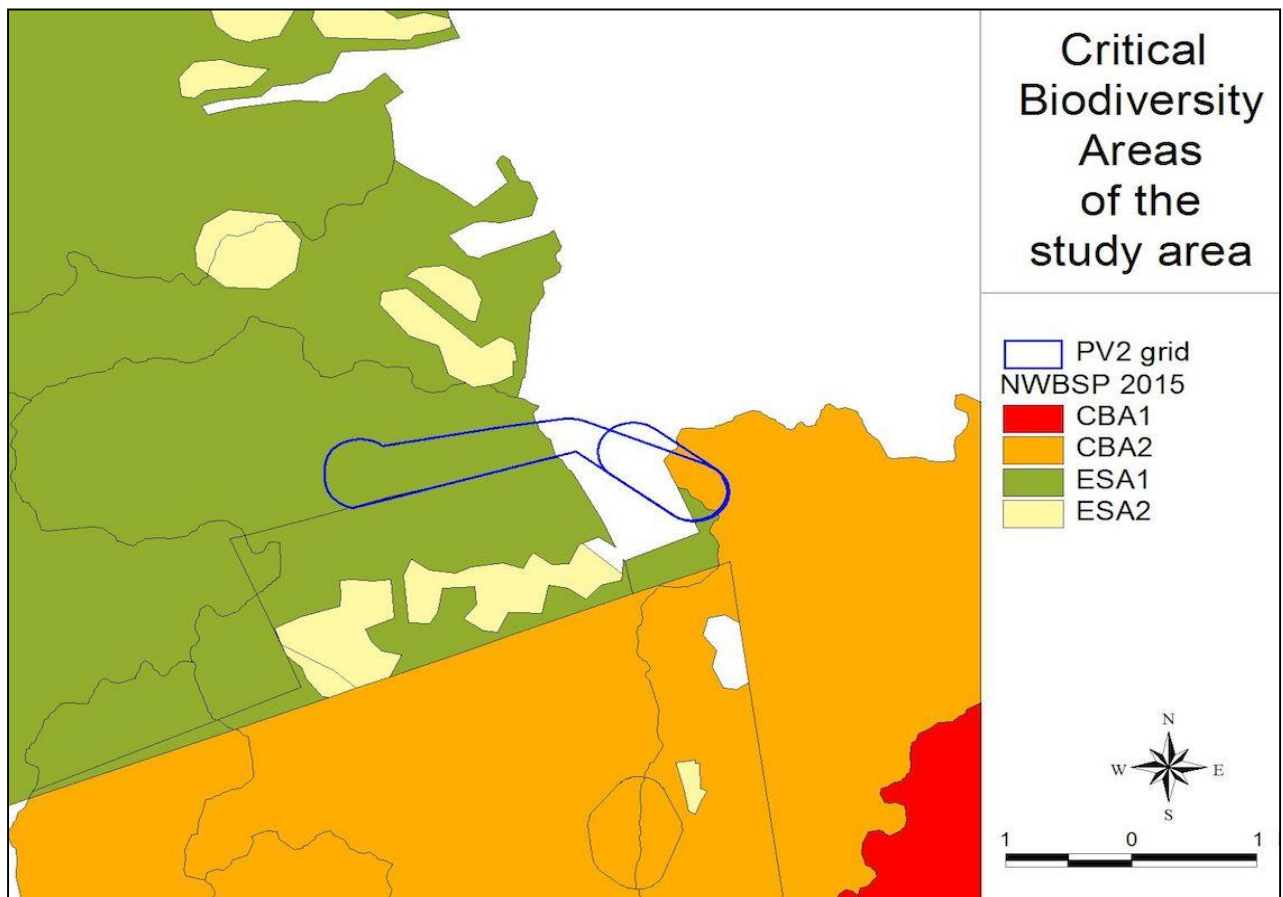 Critical
Biodiversity
Areas
of the
study area
PV2 grid
NWBSP 2015
CBA1
CBA2
ESA1
ESA2
N
W E
S
1 0 1